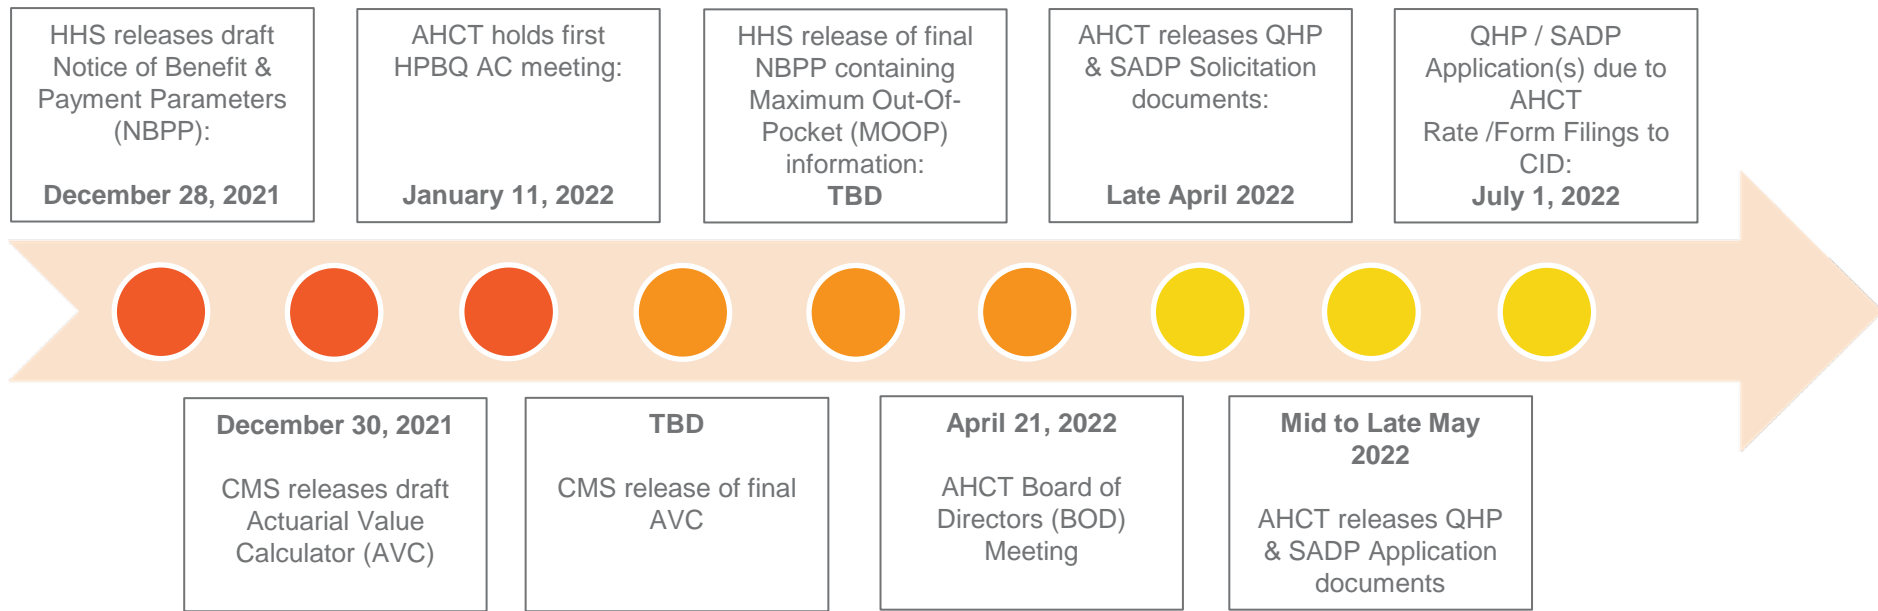 HHS releases draft
Notice of Benefit &
Payment Parameters
(NBPP):
December 28, 2021
AHCT holds first
HPBQ AC meeting:
January 11, 2022
HHS release of final
NBPP containing
Maximum Out-Of-
Pocket (MOOP)
information:
TBD
AHCT releases QHP
& SADP Solicitation
documents:
Late April 2022
QHP / SADP
Application(s) due to
AHCT
Rate /Form Filings to
CID:
July 1, 2022
December 30, 2021
CMS releases draft
Actuarial Value
Calculator (AVC)
TBD
CMS release of final
AVC
April 21, 2022
AHCT Board of
Directors (BOD)
Meeting
Mid to Late May
2022
AHCT releases QHP
& SADP Application
documents